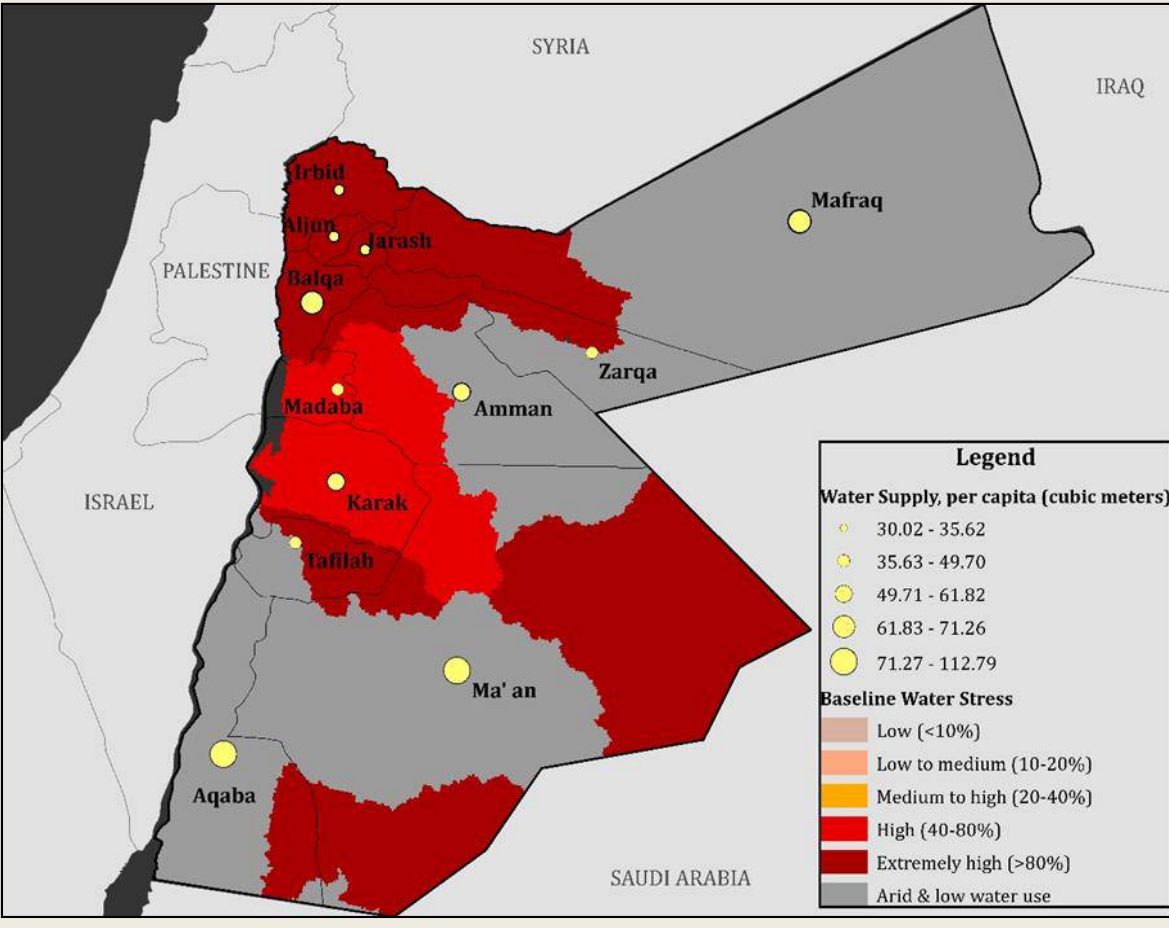 SYRIA
IRAQ
Irbid
Mafraq
Aljun
Jarash
PALESTINE
Balqa
Zarqa
Madaba
Amman
Legend
Water Supply, per capita (cubic meters)
30.02 - 35.62
35.63 - 49.70
49.71 - 61.82
61.83 - 71.26
71.27 - 112.79
Baseline Water Stress
Low (<10%)
Low to medium (10-20%)
Medium to high (20-40%)
High (40-80%)
Extremely high (>80%)
Arid & low water use
ISRAEL
Karak
Tafilah
Ma' an
Aqaba
SAUDI ARABIA